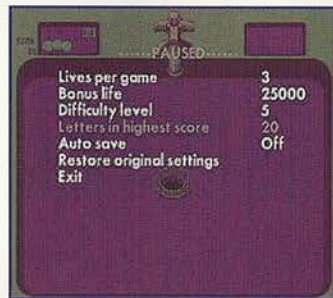 PAUSED
Lives per game 3
Bonus life 25000
Difficulty level 5
Letters in highest score 20
Auto save Off
Restore original settings
Exit